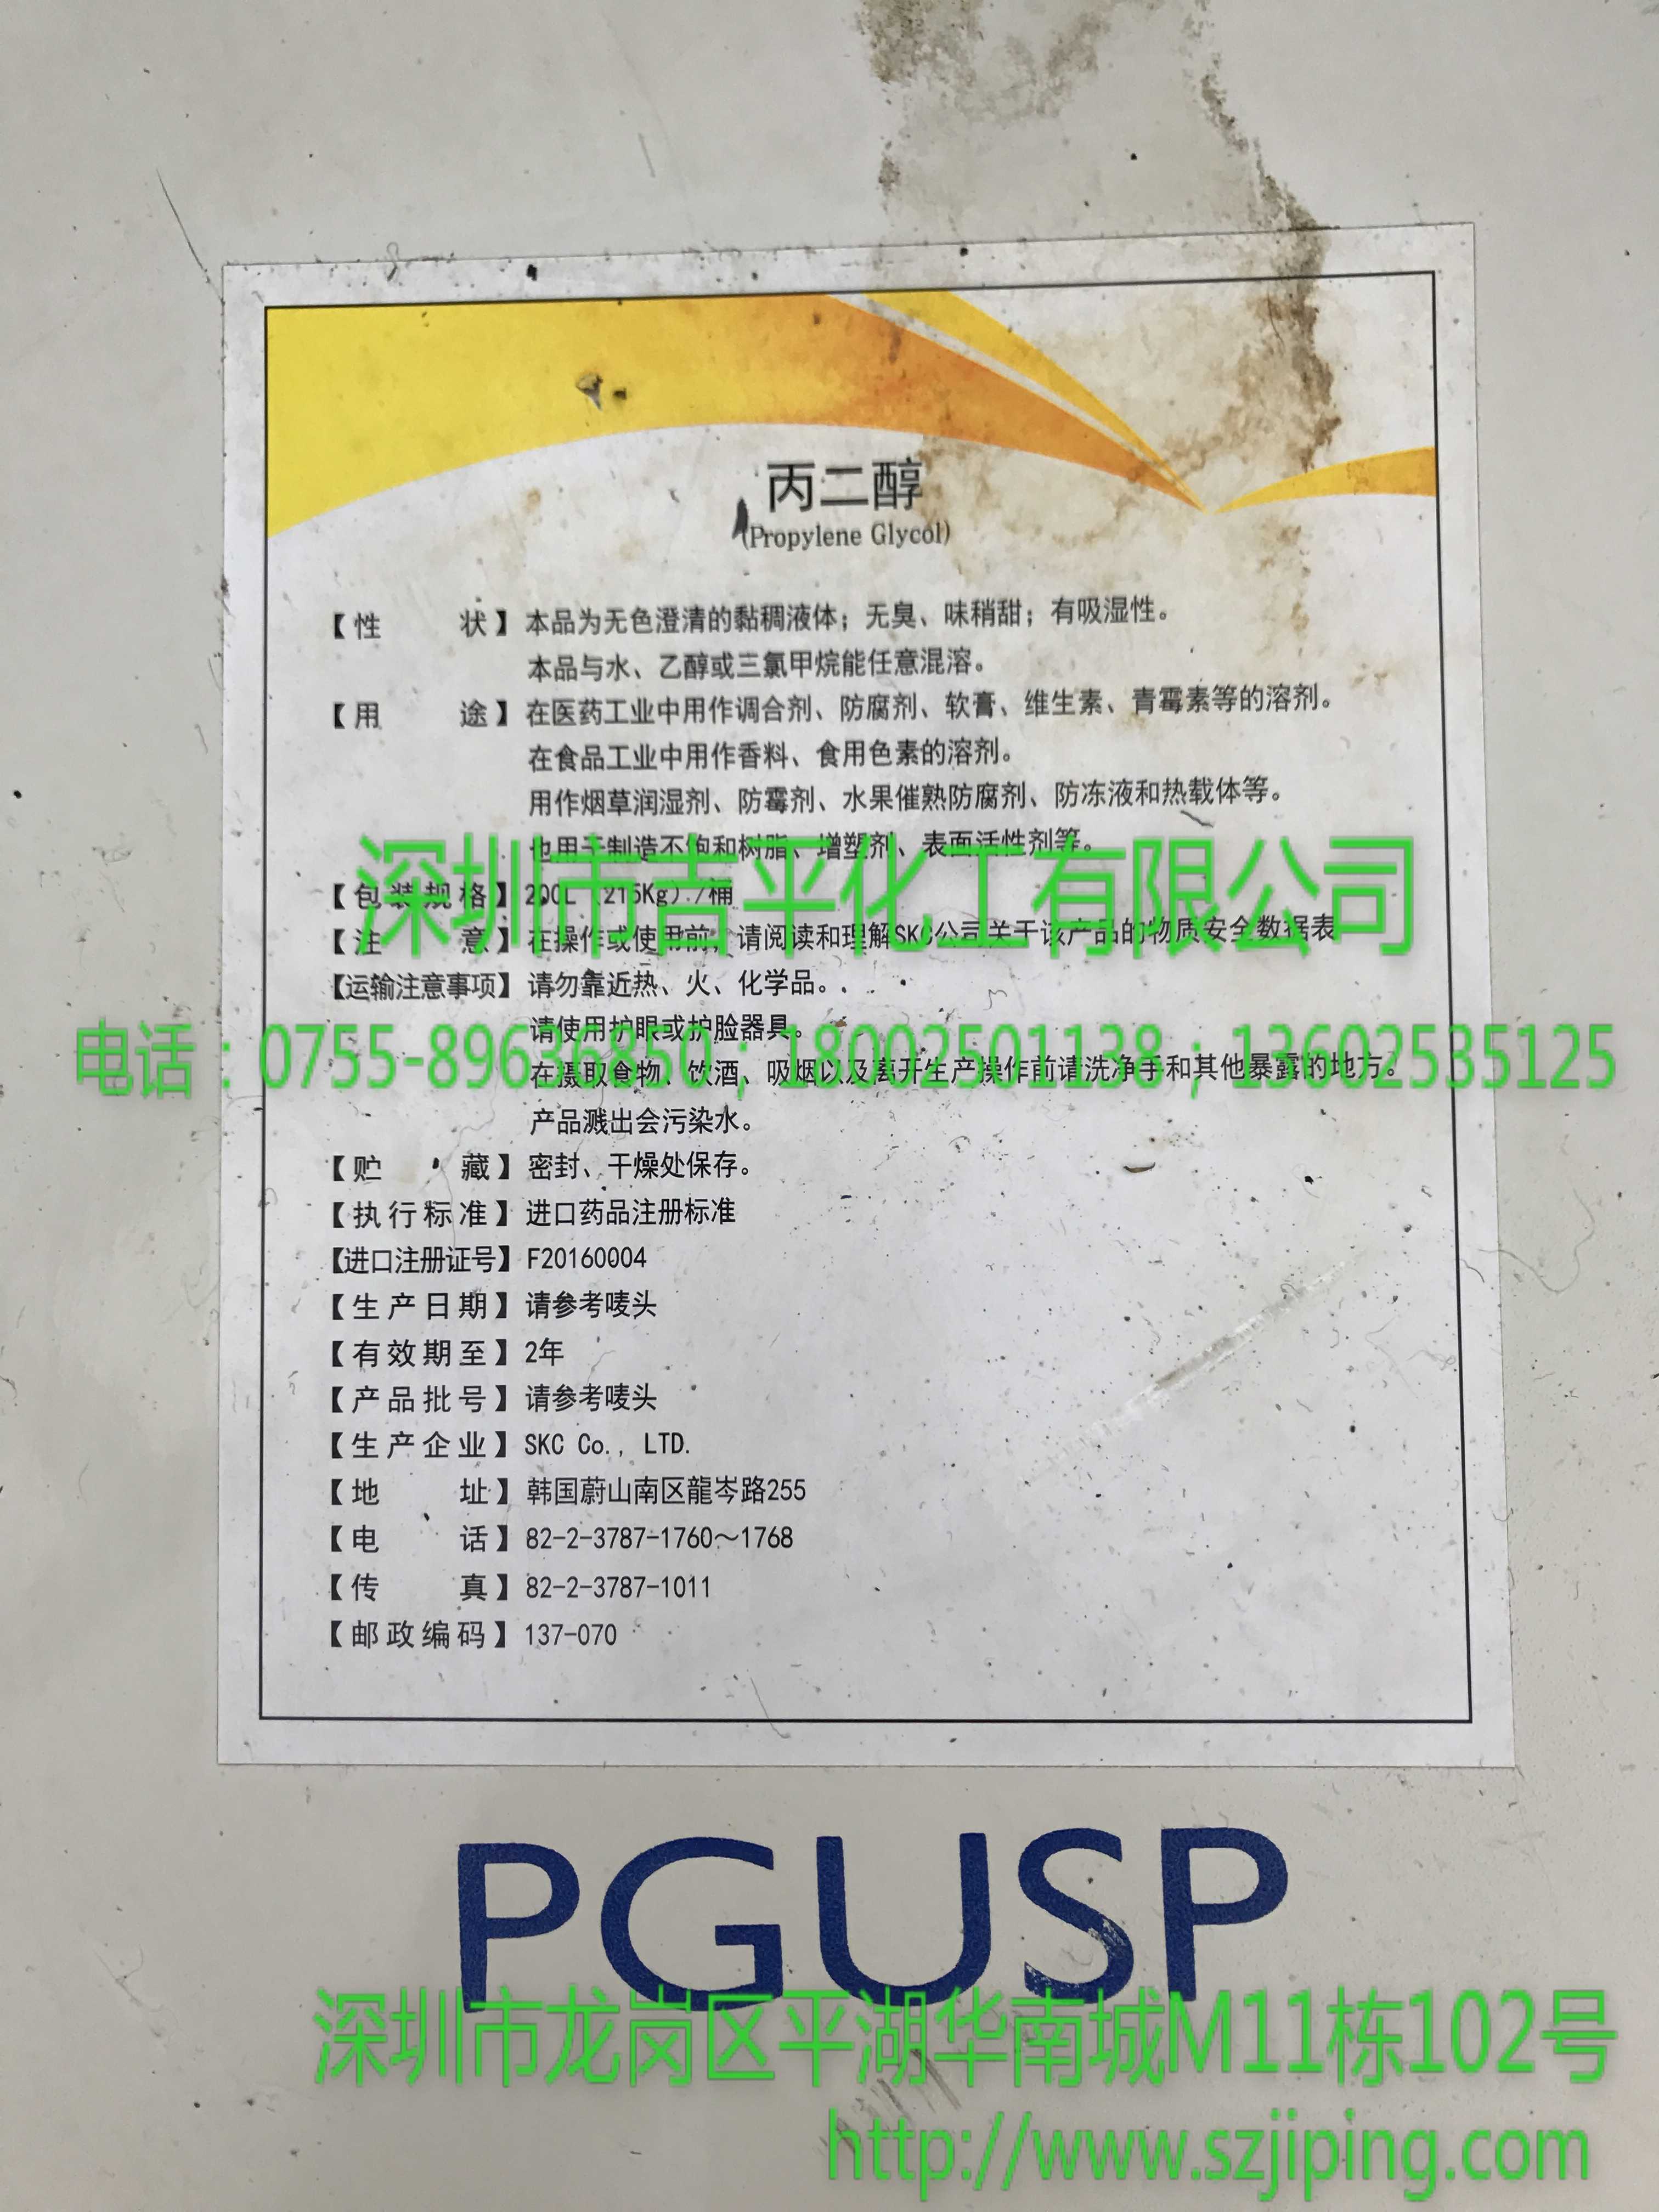 丙二醇
(Propylene Glycol)
【性状】本品为无色澄清的黏稠液体；无臭、味稍甜；有吸湿性。
本品与水、乙醇或三氯甲烷能任意混溶。
【用途】在医药工业中用作调合剂、防腐剂、软膏、维生素、青霉素等的溶剂。
在食品工业中用作香料、食用色素的溶剂。
用作烟草润湿剂、防霉剂、水果催熟防腐剂、防冻液和热载体等。
也用于制造不饱和树脂、增塑剂、表面活性剂等。
深圳市吉平化工有限公司
【包装规格】200L（215Kg）/桶
【注意】在操作或使用前，请阅读和理解SKC公司关于该产品的物质安全数据表
【运输注意事项】请勿靠近热、火、化学品。
请使用护眼或护脸器具。
电话：0755-89636850；18002501138；13602535125
在摄取食物、饮酒、吸烟以及离开生产操作前请洗净手和其他暴露的地方。
产品溅出会污染水。
【贮藏】密封、干燥处保存。
【执行标准】进口药品注册标准
【进口注册证号】F20160004
【生产日期】请参考唛头
【有效期至】2年
【产品批号】请参考唛头
【生产企业】SKC Co., LTD.
【地址】韩国蔚山南区龍岑路255
【电话】82-2-3787-1760～1768
【传真】82-2-3787-1011
【邮政编码】137-070
PGUSP
深圳市龙岗区平湖华南城M11栋102号
http://www.szjiping.com